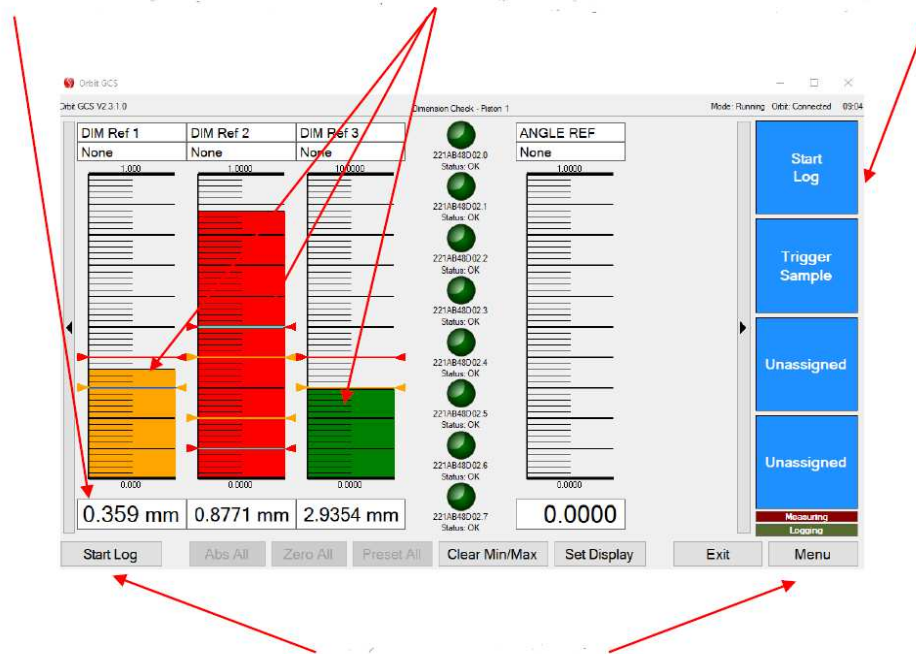 Orbit GCS
Orbit GCS V2.3.1.0
Dimension Check - Piston 1
Mode: Running Orbit: Connected 09:04
DIM Ref 1
None
1.000
0.000
0.359 mm
DIM Ref 2
None
1.0000
0.0000
0.8771 mm
DIM Ref 3
None
10.0000
0.0000
2.9354 mm
221AB48D02.0
Status: OK
221AB48D02.1
Status: OK
221AB48D02.2
Status: OK
221AB48D02.3
Status: OK
221AB48D02.4
Status: OK
221AB48D02.5
Status: OK
221AB48D02.6
Status: OK
221AB48D02.7
Status: OK
ANGLE REF
None
1.0000
0.0000
0.0000
Start
Log
Trigger
Sample
Unassigned
Unassigned
Measuring
Logging
Start Log
Abs All
Zero All
Preset All
Clear Min/Max
Set Display
Exit
Menu